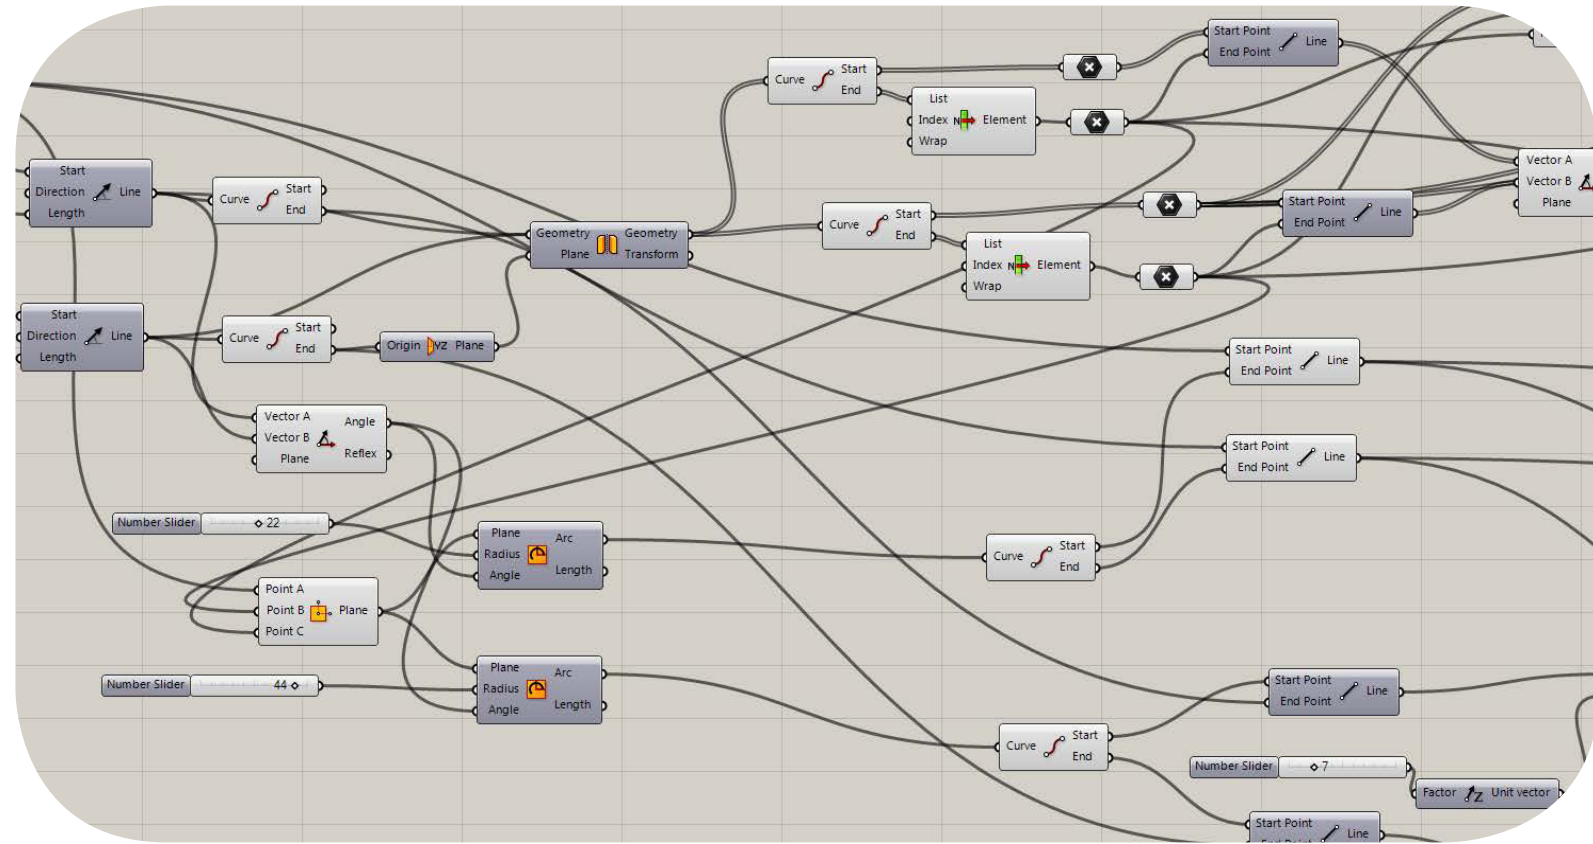 Start Point
End Point
Line
Curve
Start
End
List
Index
Wrap
N
Element
Start
Direction
Length
Line
Curve
Start
End
Vector A
Vector B
Plane
Geometry
Plane
Geometry
Transform
Curve
Start
End
Start Point
End Point
Line
List
Index
Wrap
N
Element
Start
Direction
Length
Line
Curve
Start
End
Origin
YZ
Plane
Start Point
End Point
Line
Vector A
Vector B
Plane
Angle
Reflex
Start Point
End Point
Line
Number Slider
22
Plane
Radius
Angle
Arc
Length
Curve
Start
End
Point A
Point B
Point C
Plane
Number Slider
44
Plane
Radius
Angle
Arc
Length
Start Point
End Point
Line
Curve
Start
End
Number Slider
7
Factor
Z
Unit vector
Start Point
Line